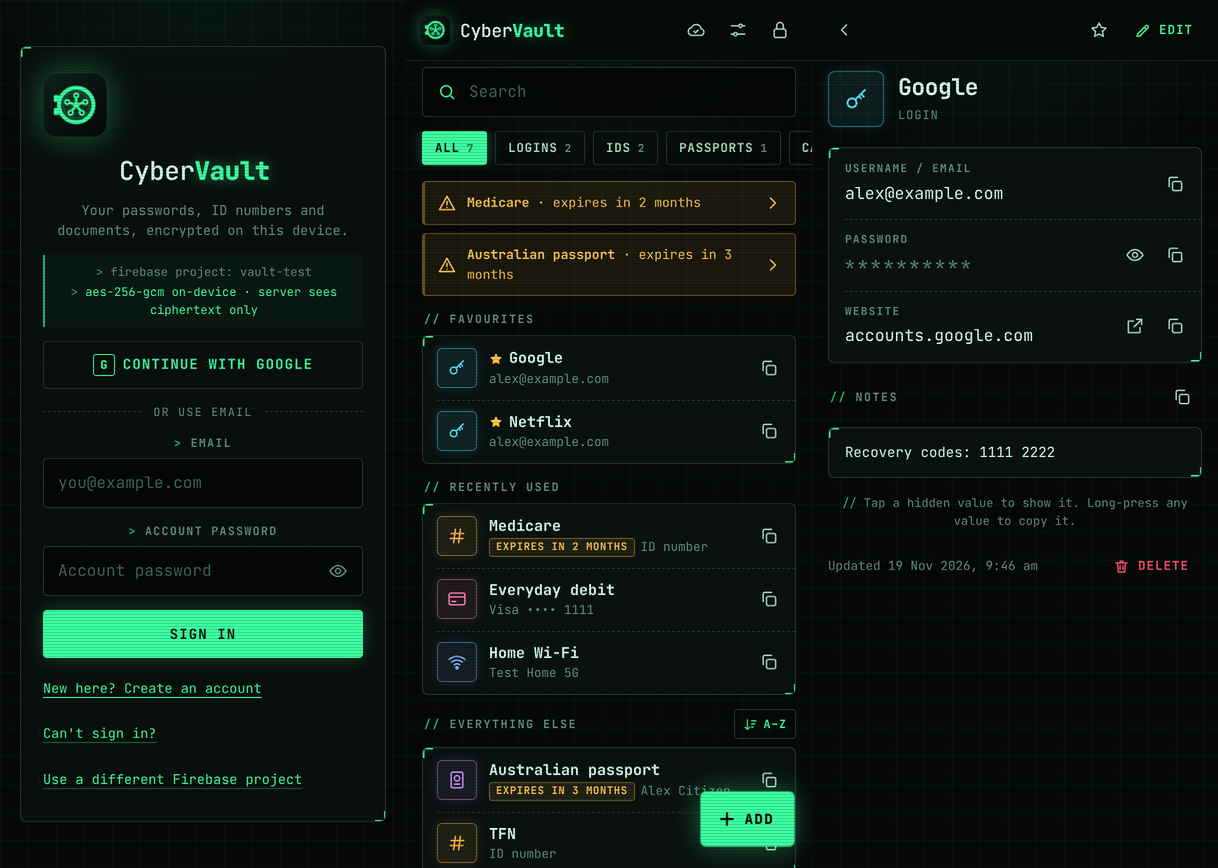 CyberVault
Your passwords, ID numbers and
documents, encrypted on this device.
> firebase project: vault-test
> aes-256-gcm on-device · server sees
ciphertext only
G CONTINUE WITH GOOGLE
OR USE EMAIL
> EMAIL
you@example.com
> ACCOUNT PASSWORD
Account password
SIGN IN
New here? Create an account
Can't sign in?
Use a different Firebase project
CyberVault
Search
ALL 7
LOGINS 2
IDS 2
PASSPORTS 1
Medicare · expires in 2 months
Australian passport · expires in 3
months
// FAVOURITES
Google
alex@example.com
Netflix
alex@example.com
// RECENTLY USED
Medicare
EXPIRES IN 2 MONTHS ID number
Everyday debit
Visa •••• 1111
Home Wi-Fi
Test Home 5G
// EVERYTHING ELSE
A-Z
Australian passport
EXPIRES IN 3 MONTHS Alex Citizen
+ ADD
TFN
ID number
EDIT
Google
LOGIN
USERNAME / EMAIL
alex@example.com
PASSWORD
**********
WEBSITE
accounts.google.com
// NOTES
Recovery codes: 1111 2222
// Tap a hidden value to show it. Long-press any
value to copy it.
Updated 19 Nov 2026, 9:46 am
DELETE